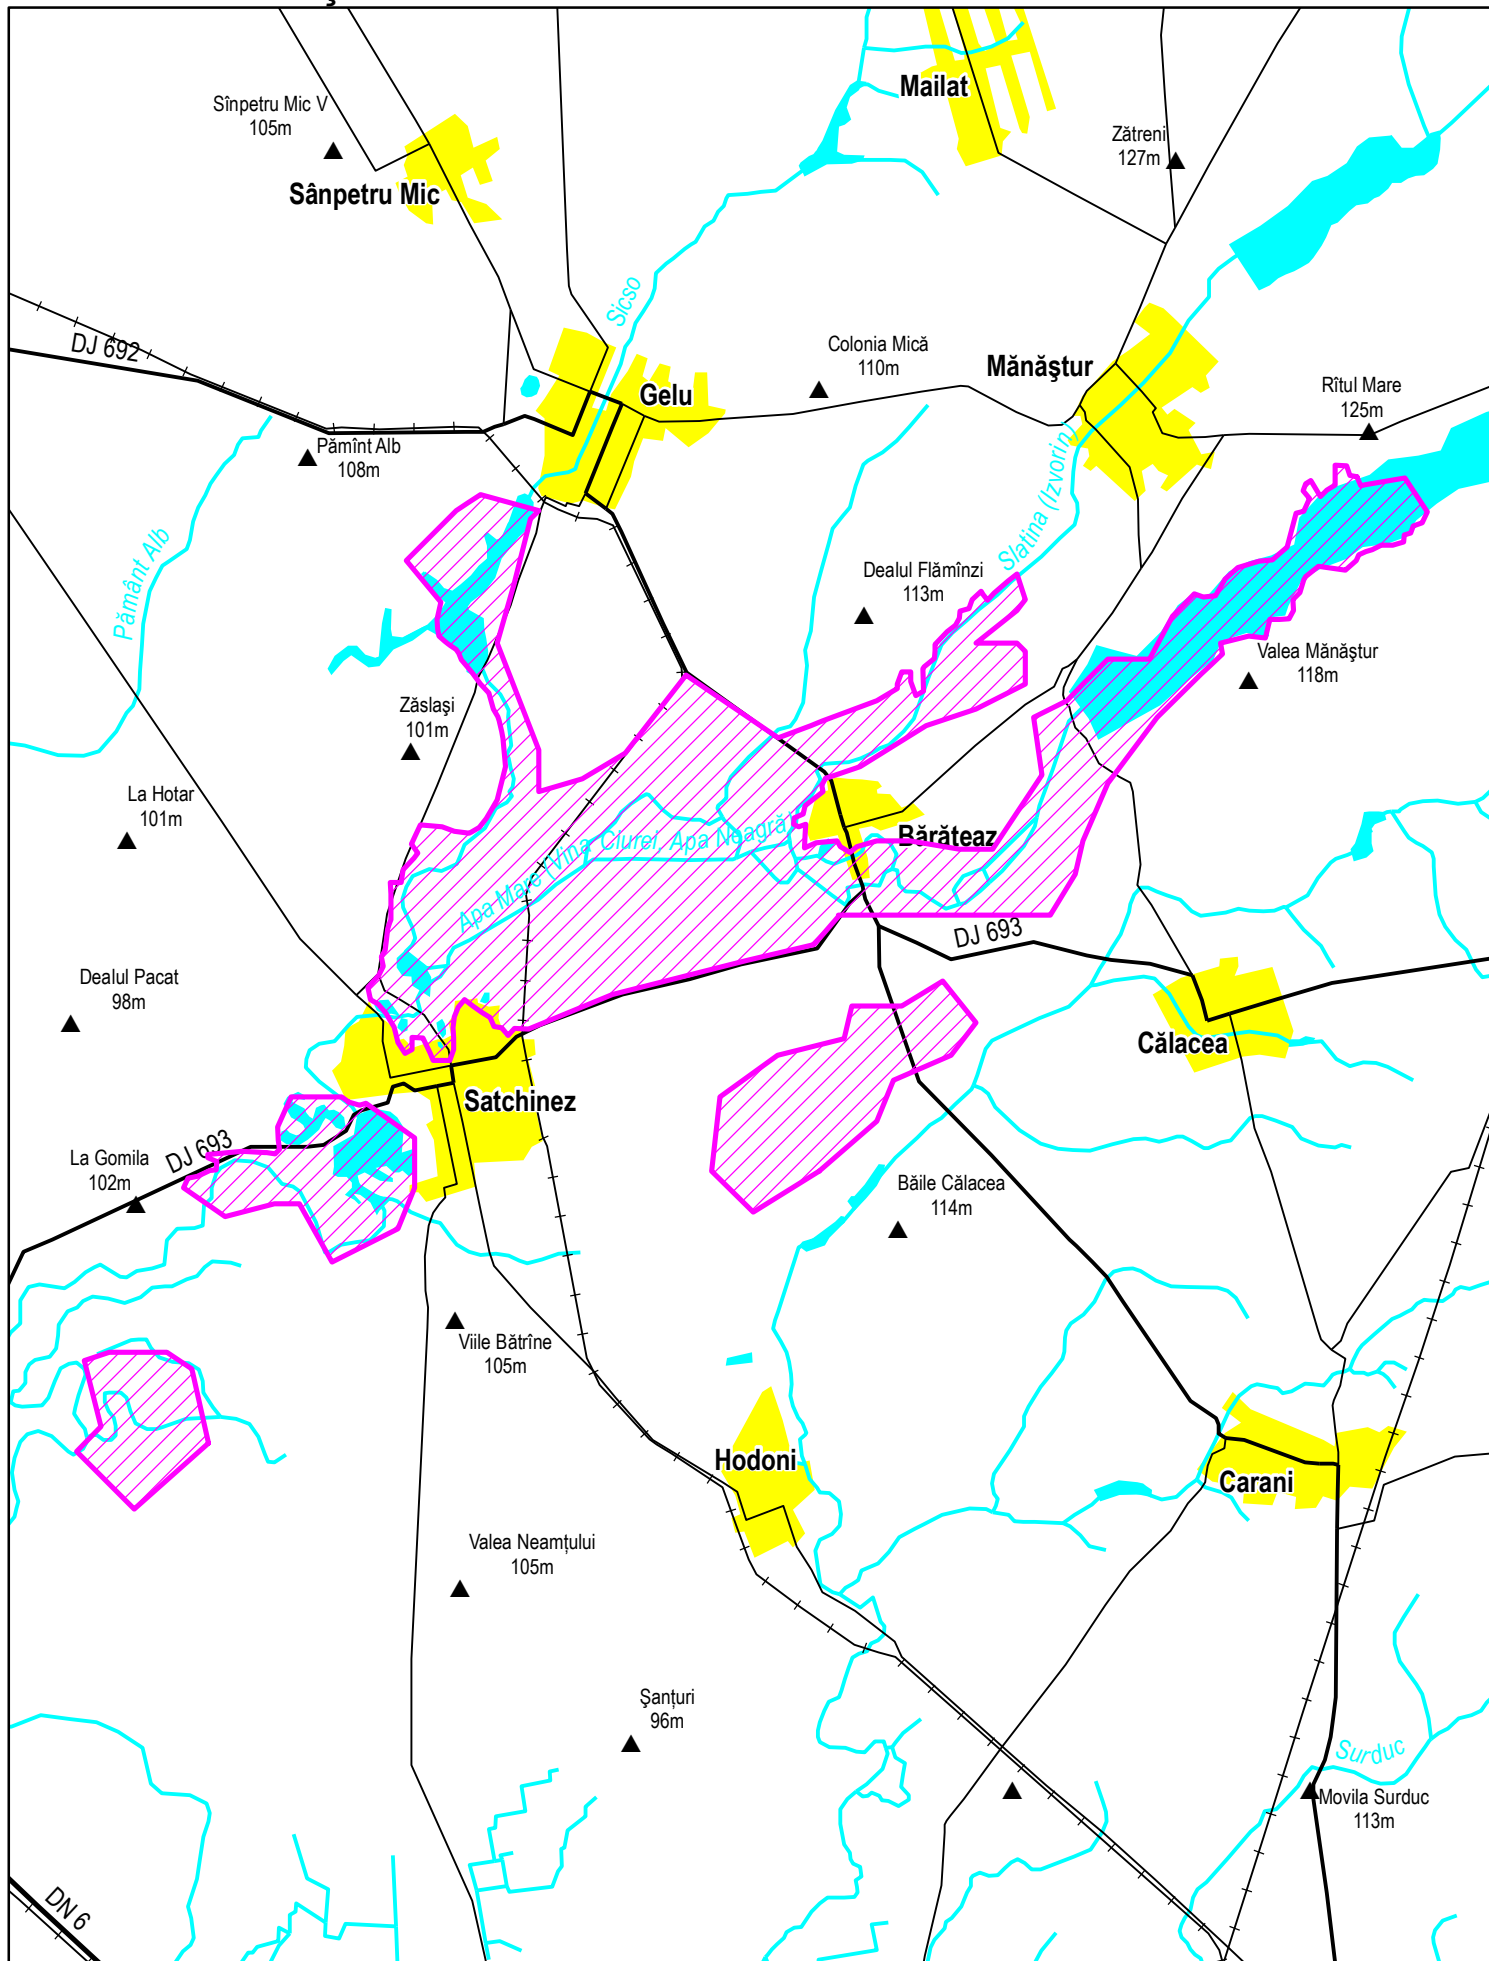 ş
Mailat
Sînpetru Mic V
105m
Zătreni
127m
Sânpetru Mic
Sicso
DJ 692
Colonia Mică
110m
Mănăştur
Gelu
Rîtul Mare
125m
Pămînt Alb
108m
Slatina (Izvorin)
Pământ Alb
Dealul Flămînzi
113m
Valea Mănăştur
118m
Zăslaşi
101m
La Hotar
101m
Apa Mare (Vina Ciurei, Apa Neagră)
Bărăteaz
DJ 693
Dealul Pacat
98m
Călacea
Satchinez
DJ 693
La Gomila
102m
Băile Călacea
114m
Viile Bătrîne
105m
Hodoni
Carani
Valea Neamţului
105m
Şanţuri
96m
Surduc
Movila Surduc
113m
DN 6